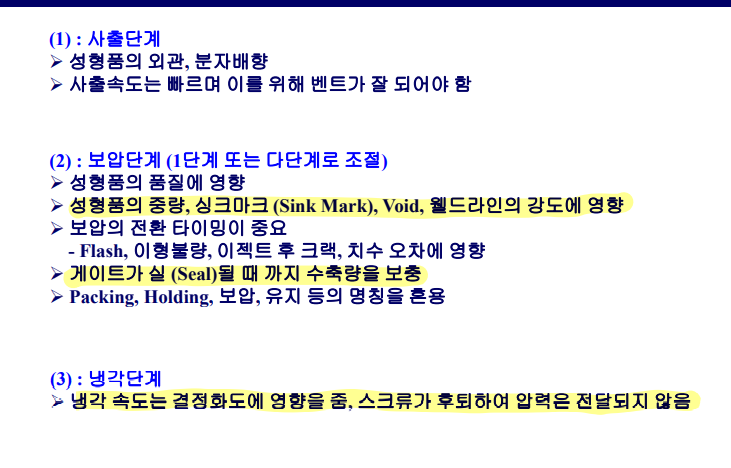 (1) : 사출단계
➢ 성형품의 외관, 분자배향
➢ 사출속도는 빠르며 이를 위해 벤트가 잘 되어야 함
(2) : 보압단계 (1단계 또는 다단계로 조절)
➢ 성형품의 품질에 영향
➢ 성형품의 중량, 싱크마크 (Sink Mark), Void, 웰드라인의 강도에 영향
➢ 보압의 전환 타이밍이 중요
- Flash, 이형불량, 이젝트 후 크랙, 치수 오차에 영향
➢ 게이트가 실 (Seal)될 때 까지 수축량을 보충
➢ Packing, Holding, 보압, 유지 등의 명칭을 혼용
(3) : 냉각단계
➢ 냉각 속도는 결정화도에 영향을 줌, 스크류가 후퇴하여 압력은 전달되지 않음